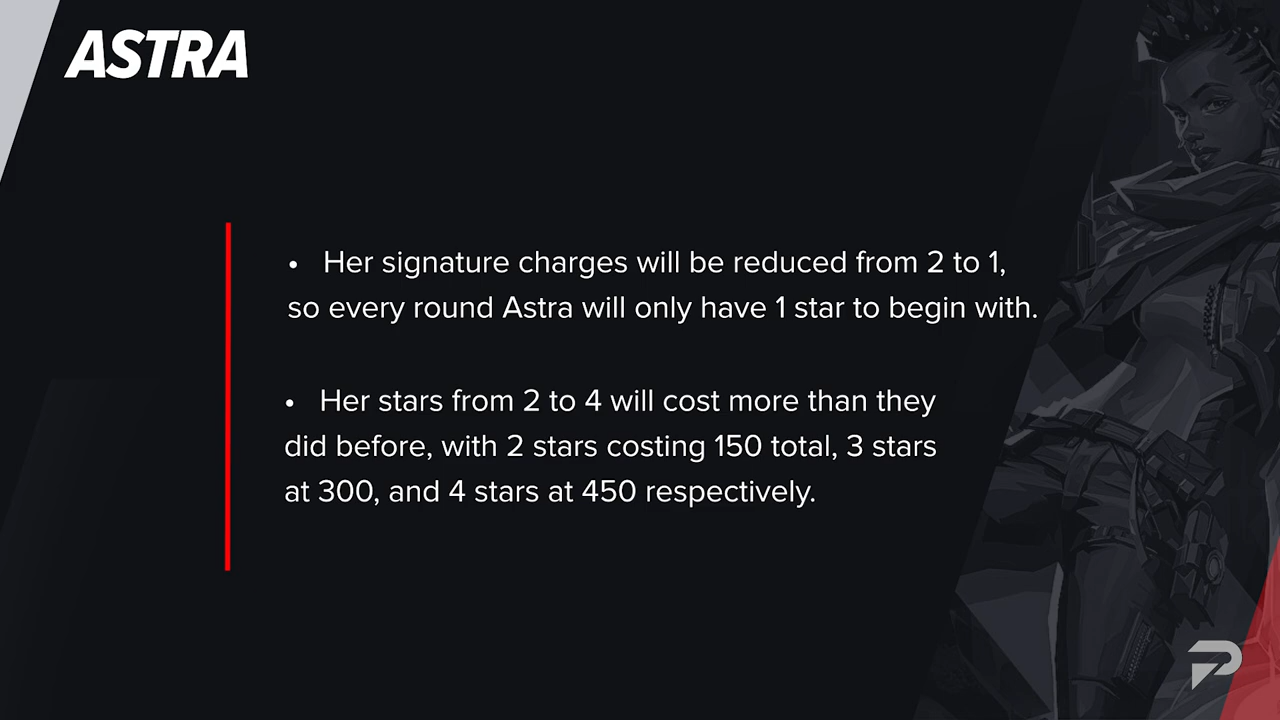 ASTRA
• Her signature charges will be reduced from 2 to 1,
so every round Astra will only have 1 star to begin with.
• Her stars from 2 to 4 will cost more than they
did before, with 2 stars costing 150 total, 3 stars
at 300, and 4 stars at 450 respectively.